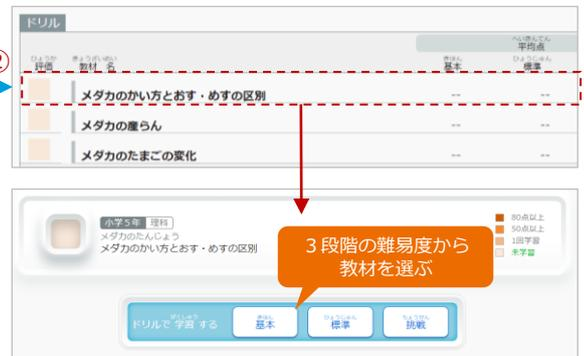 ドリル
②
へいきんてん
平均点
ひょうか
評価
きょうざいめい
教材 名
きほん
基本
ひょうじゅん
標準
メダカのかい方とおす・めすの区別
--
--
メダカの産らん
--
--
メダカのたまごの変化
--
--
小学5年 理科
メダカのたんじょう
メダカのかい方とおす・めすの区別
80点以上
50点以上
1回学習
未学習
3段階の難易度から
教材を選ぶ
がくしゅう
ドリルで 学習 する
きほん
基本
ひょうじゅん
標準
ちょうせん
挑戦